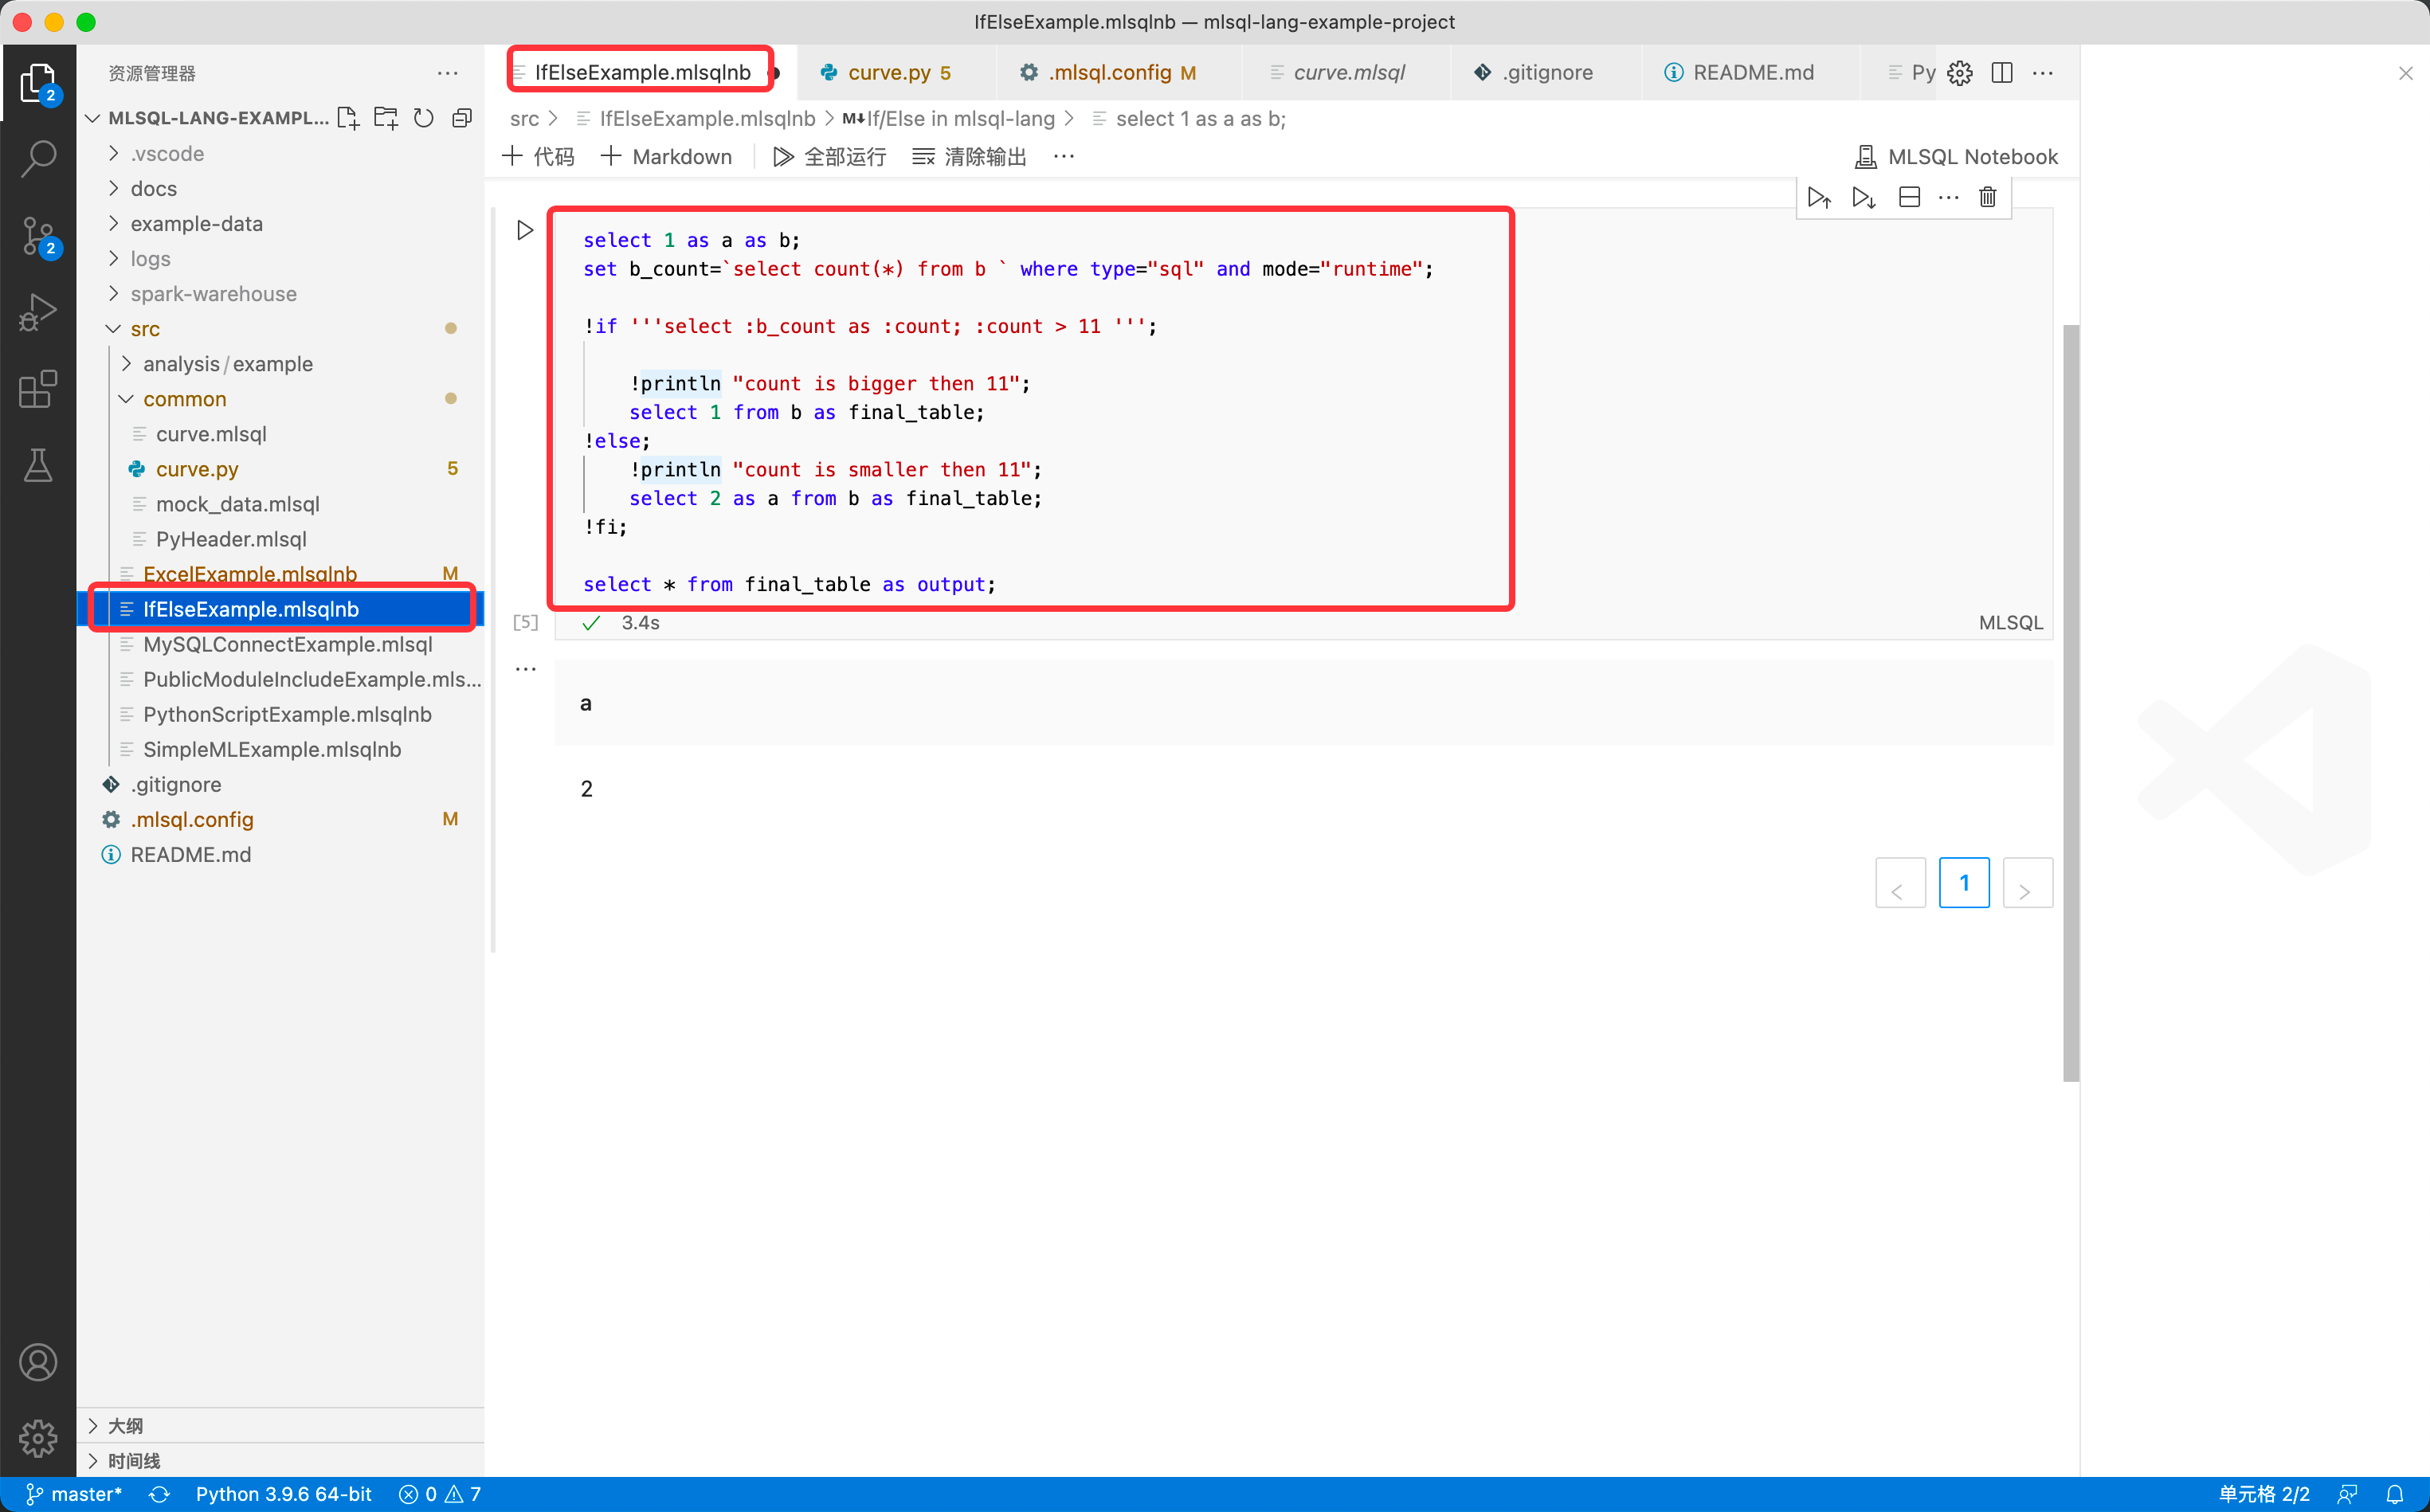 IfElseExample.mlsqlnb — mlsql-lang-example-project
资源管理器
MLSQL-LANG-EXAMPL...
.vscode
docs
example-data
logs
spark-warehouse
src
analysis/example
common
curve.mlsql
curve.py 5
mock_data.mlsql
PyHeader.mlsql
ExcelExample.mlsqlnb M
IfElseExample.mlsqlnb
MySQLConnectExample.mlsql
PublicModuleIncludeExample.mls...
PythonScriptExample.mlsqlnb
SimpleMLExample.mlsqlnb
.gitignore
.mlsql.config M
README.md
大纲
时间线
2
2
IfElseExample.mlsqlnb curve.py 5 .mlsql.config M curve.mlsql .gitignore README.md Py
src > IfElseExample.mlsqlnb > M↓If/Else in mlsql-lang > select 1 as a as b;
代码 Markdown 全部运行 清除输出 ··· MLSQL Notebook
select 1 as a as b;
set b_count=`select count(*) from b ` where type="sql" and mode="runtime";
!if '''select :b_count as :count; :count > 11 ''';
!println "count is bigger then 11";
select 1 from b as final_table;
!else;
!println "count is smaller then 11";
select 2 as a from b as final_table;
!fi;
select * from final_table as output;
[5] 3.4s MLSQL
a
2
< 1 >
master* Python 3.9.6 64-bit 0 7 单元格 2/2